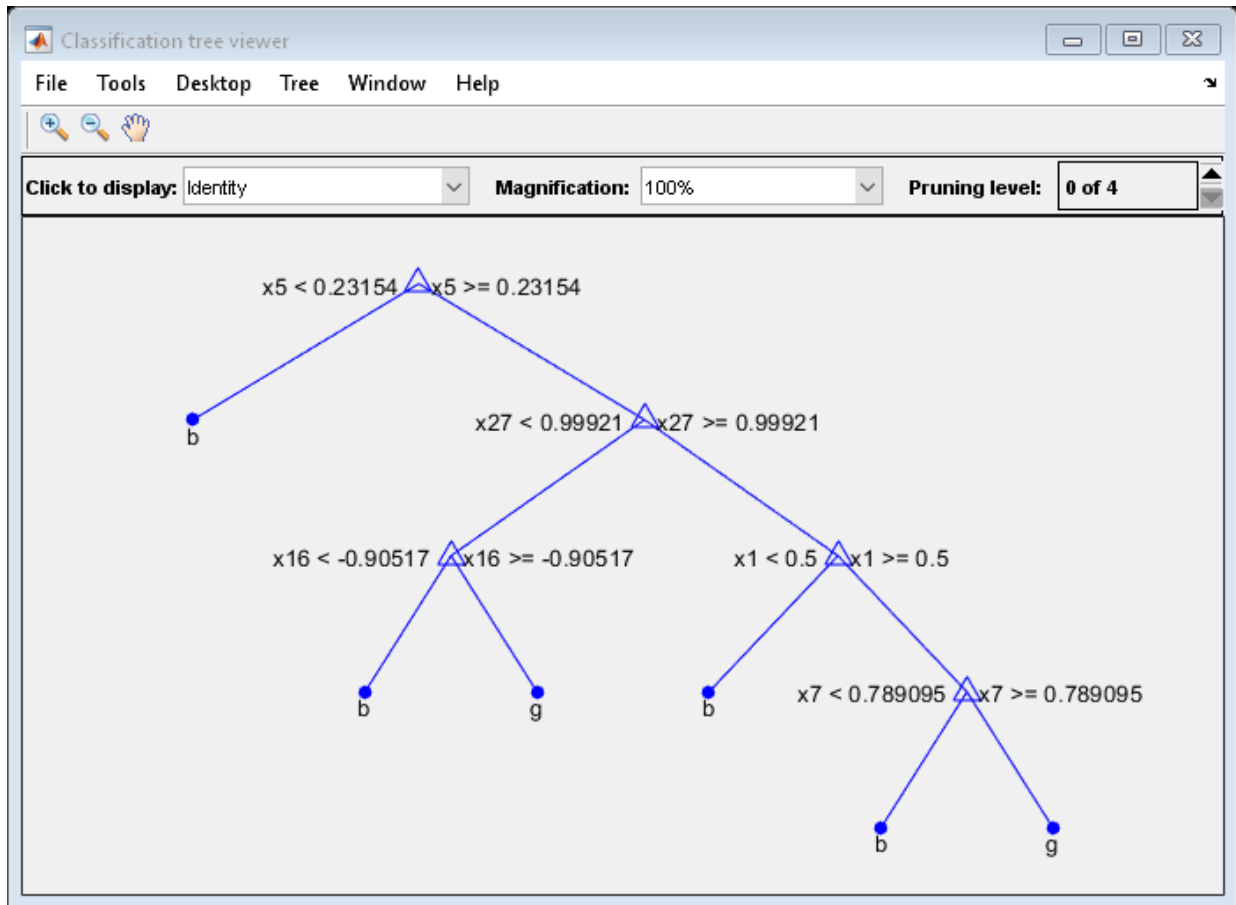 Classification tree viewer
File Tools Desktop Tree Window Help
Click to display: Identity Magnification: 100% Pruning level: 0 of 4
x5 < 0.23154 x5 >= 0.23154
b x27 < 0.99921 x27 >= 0.99921
x16 < -0.90517 x16 >= -0.90517 x1 < 0.5 x1 >= 0.5
b g b x7 < 0.789095 x7 >= 0.789095
b g